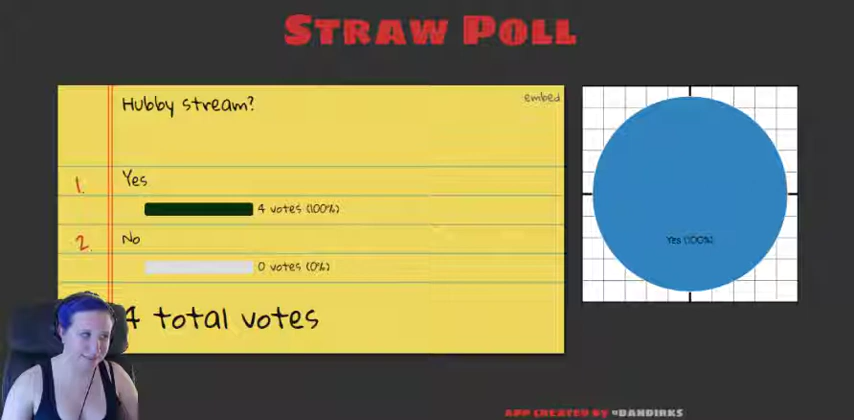 STRAW POLL
Hubby stream?
embed
1. Yes
4 votes (100%)
2. No
0 votes (0%)
4 total votes
Yes (100%)
APP CREATED BY @DANDIRKS